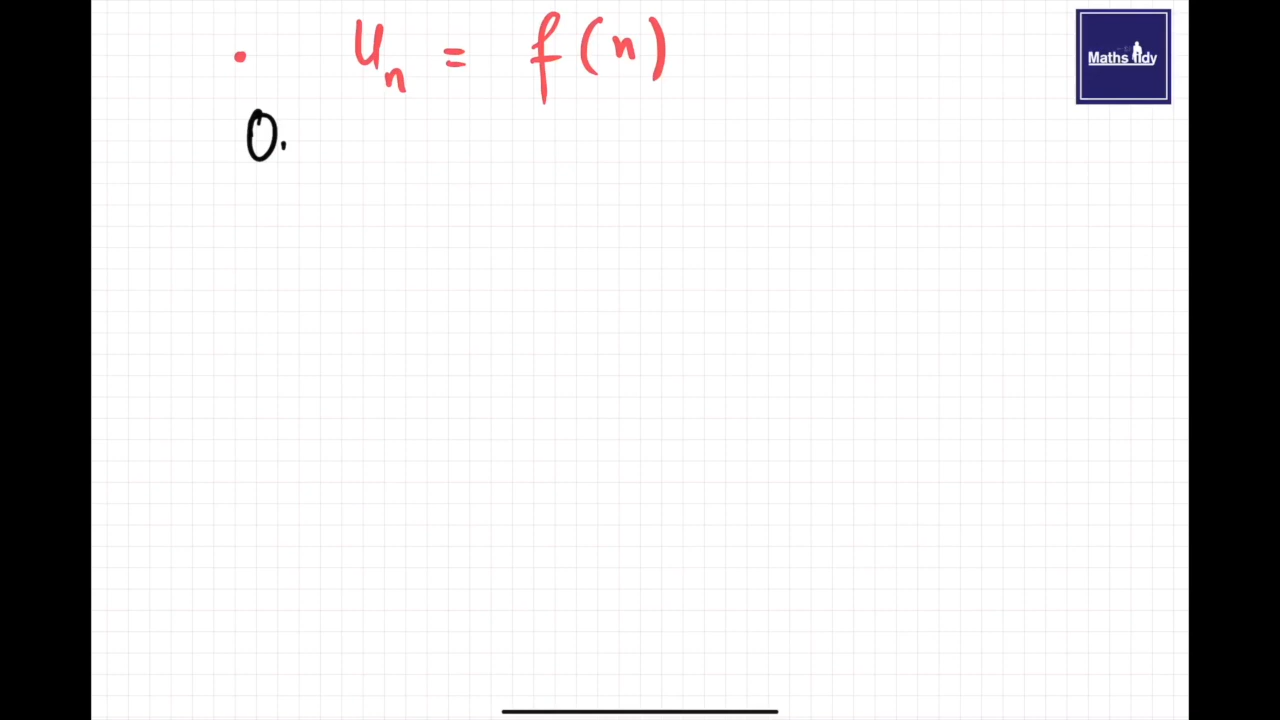 • Uₙ = f(n)
0.
Maths